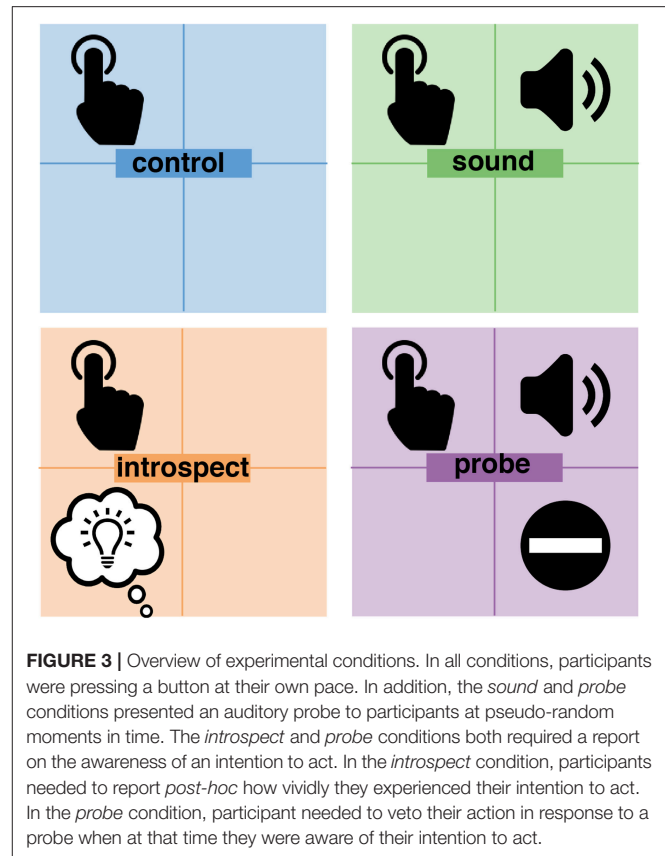 control
sound
introspect
probe
FIGURE 3 | Overview of experimental conditions. In all conditions, participants
were pressing a button at their own pace. In addition, the sound and probe
conditions presented an auditory probe to participants at pseudo-random
moments in time. The introspect and probe conditions both required a report
on the awareness of an intention to act. In the introspect condition, participants
needed to report post-hoc how vividly they experienced their intention to act.
In the probe condition, participant needed to veto their action in response to a
probe when at that time they were aware of their intention to act.